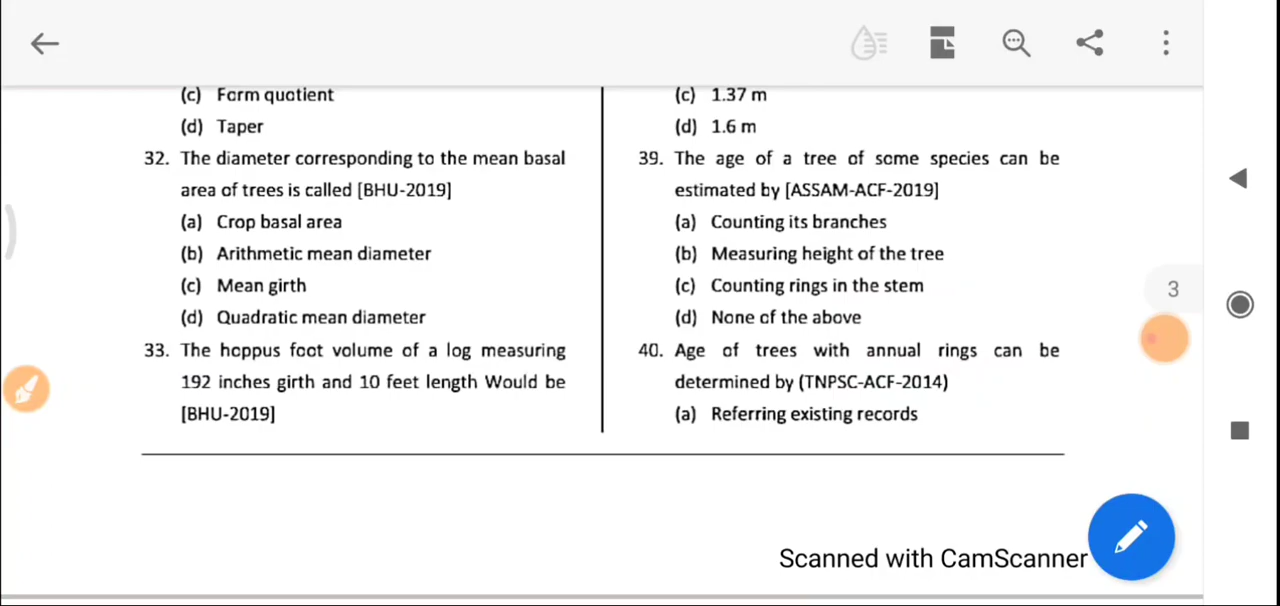 (c) Form quotient
(d) Taper
32. The diameter corresponding to the mean basal
area of trees is called [BHU-2019]
(a) Crop basal area
(b) Arithmetic mean diameter
(c) Mean girth
(d) Quadratic mean diameter
33. The hoppus foot volume of a log measuring
192 inches girth and 10 feet length Would be
[BHU-2019]
(c) 1.37 m
(d) 1.6 m
39. The age of a tree of some species can be
estimated by [ASSAM-ACF-2019]
(a) Counting its branches
(b) Measuring height of the tree
(c) Counting rings in the stem
(d) None of the above
40. Age of trees with annual rings can be
determined by (TNPSC-ACF-2014)
(a) Referring existing records
3
Scanned with CamScanner